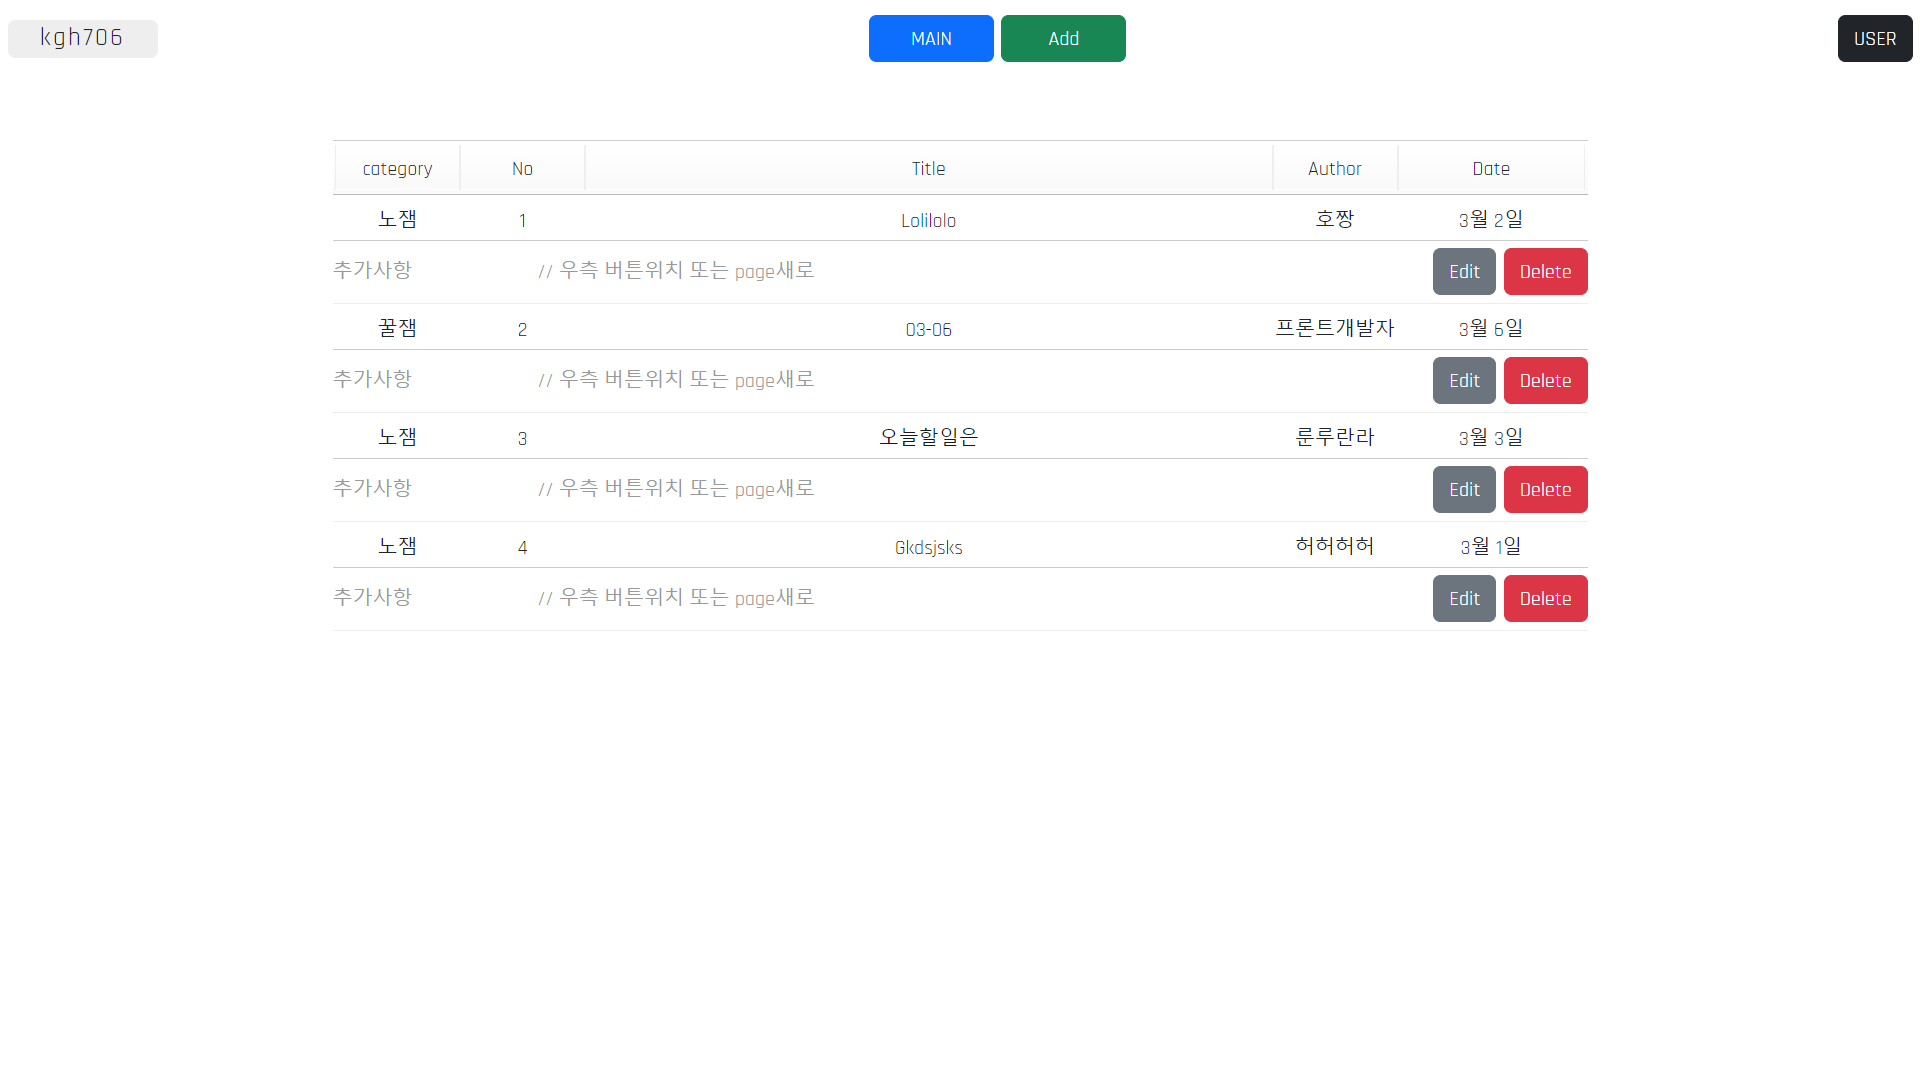 kgh706 MAIN Add USER
category No Title Author Date
노잼 1 Lolilolo 호짱 3월 2일
추가사항 // 우측 버튼위치 또는 page새로 Edit Delete
꿀잼 2 03-06 프론트개발자 3월 6일
추가사항 // 우측 버튼위치 또는 page새로 Edit Delete
노잼 3 오늘할일은 룬루란라 3월 3일
추가사항 // 우측 버튼위치 또는 page새로 Edit Delete
노잼 4 Gkdsjsks 허허허허 3월 1일
추가사항 // 우측 버튼위치 또는 page새로 Edit Delete